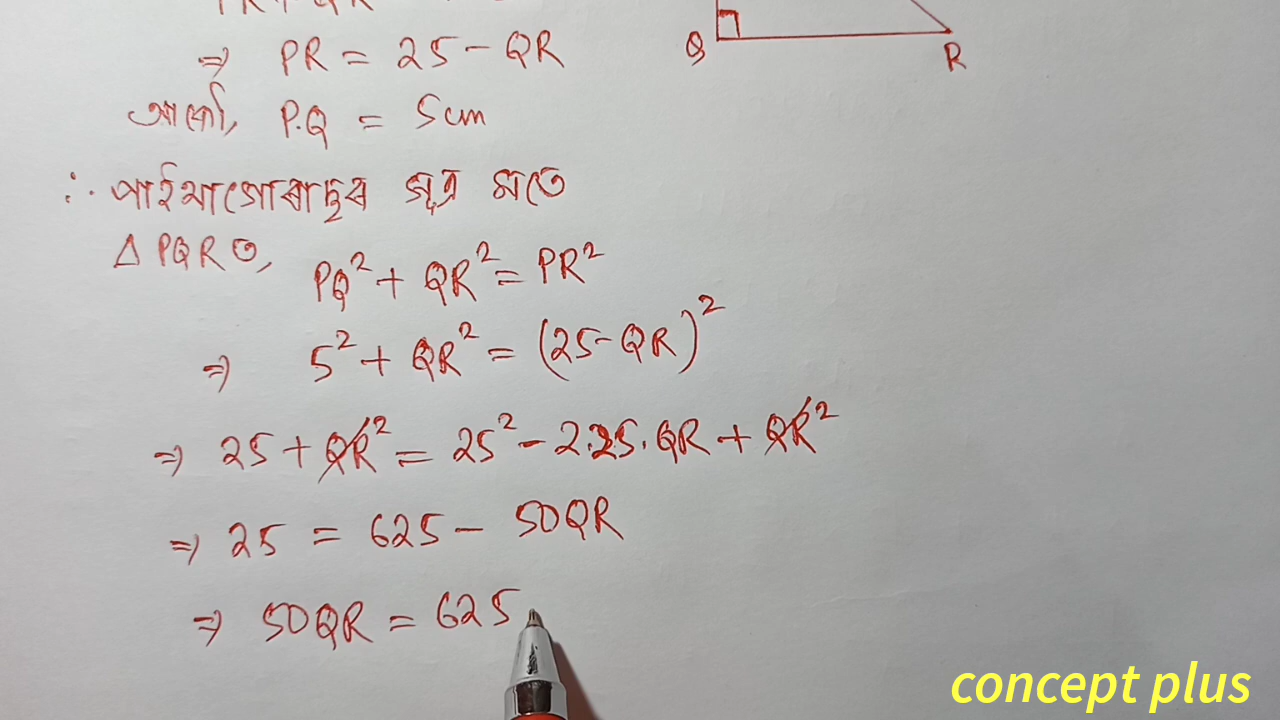 ⇒ PR = 25 - QR
Q
R
আকৌ, PQ = 5cm
∴ পাইথাগোৰাছৰ সূত্ৰ মতে
Δ PQR ত,
PQ² + QR² = PR²
⇒ 5² + QR² = (25-QR)²
⇒ 25 + QR² = 25² - 2.25.QR + QR²
⇒ 25 = 625 - 50QR
⇒ 50QR = 625
concept plus